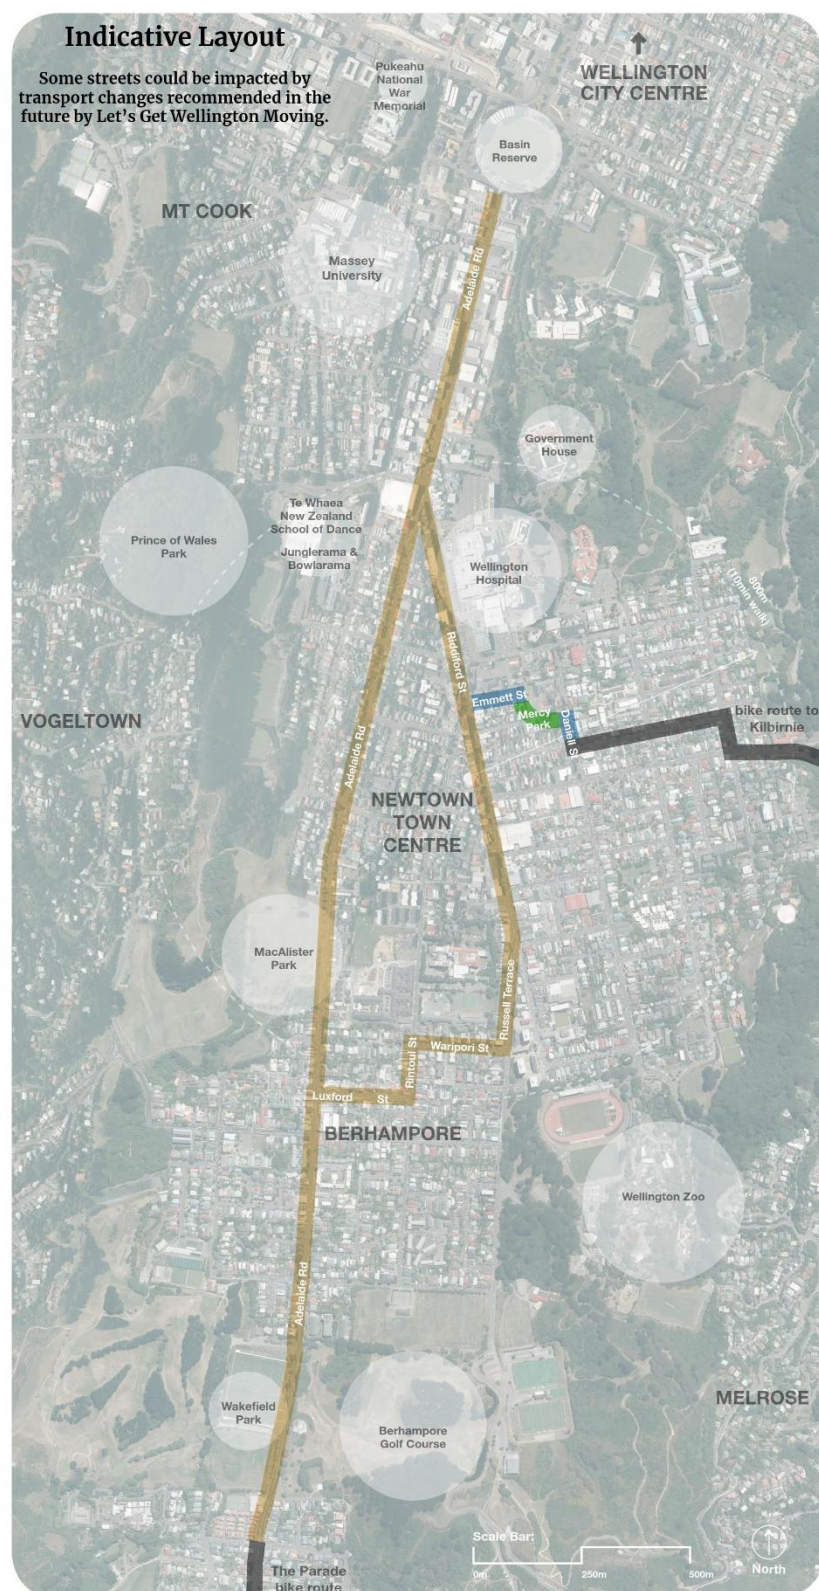 Indicative Layout
Some streets could be impacted by
transport changes recommended in the
future by Let's Get Wellington Moving.
Pukeahu
National
War
Memorial
WELLINGTON
CITY CENTRE
Basin
Reserve
MT COOK
Massey
University
Adelaide Rd
Government
House
Te Whaea
New Zealand
School of Dance
Junglerama &
Bowlarama
Prince of Wales
Park
Wellington
Hospital
800m
(10min walk)
Riddiford St
Emmett St
Mercy
Park
Daniell St
bike route to
Kilbirnie
VOGELTOWN
Adelaide Rd
NEWTOWN
TOWN
CENTRE
MacAlister
Park
Russell Terrace
Waripori St
Rintoul St
Luxford St
BERHAMPORE
Wellington Zoo
Adelaide Rd
Wakefield
Park
Berhampore
Golf Course
MELROSE
Scale Bar:
0m 250m 500m
North
The Parade
bike route